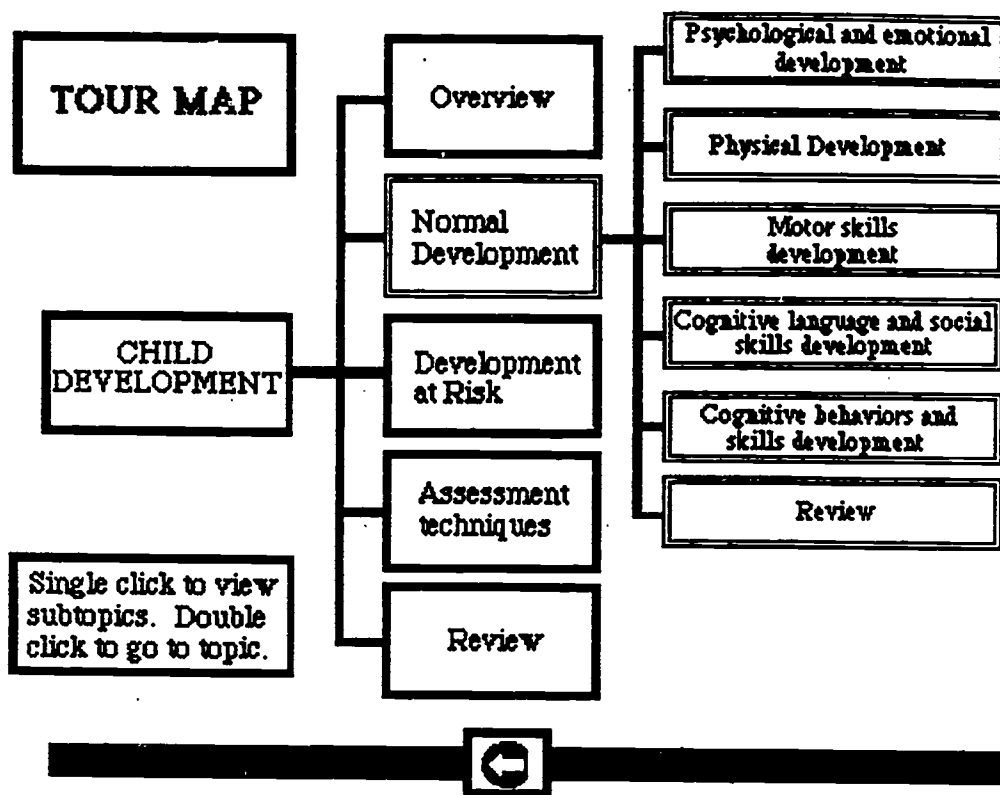 TOUR MAP
CHILD
DEVELOPMENT
Single click to view
subtopics. Double
click to go to topic.
Overview
Normal
Development
Development
at Risk
Assessment
techniques
Review
Psychological and emotional
development
Physical Development
Motor skills
development
Cognitive language and social
skills development
Cognitive behaviors and
skills development
Review